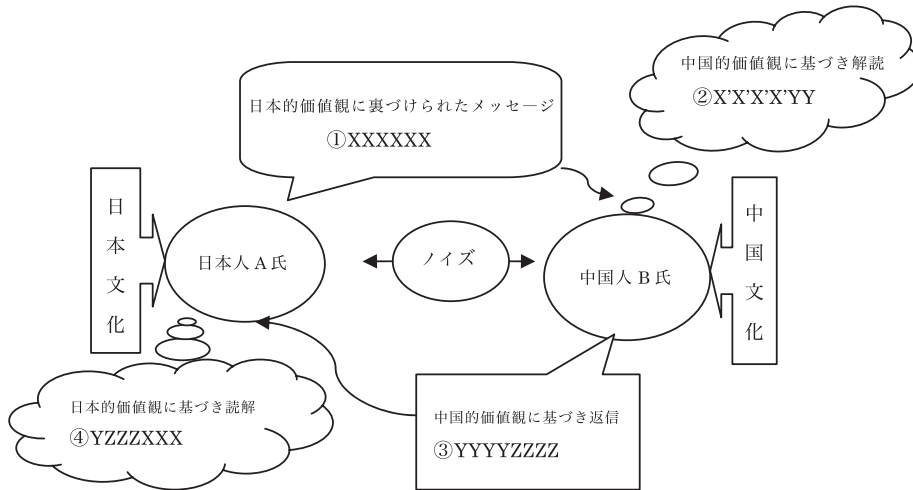 中国的価値観に基づき解読
②X'X'X'X'YY
日本的価値観に裏づけられたメッセージ
①XXXXXX
日本文化
日本人A氏
ノイズ
中国人B氏
中国文化
日本的価値観に基づき読解
④YZZZXXX
中国的価値観に基づき返信
③YYYYZZZZ